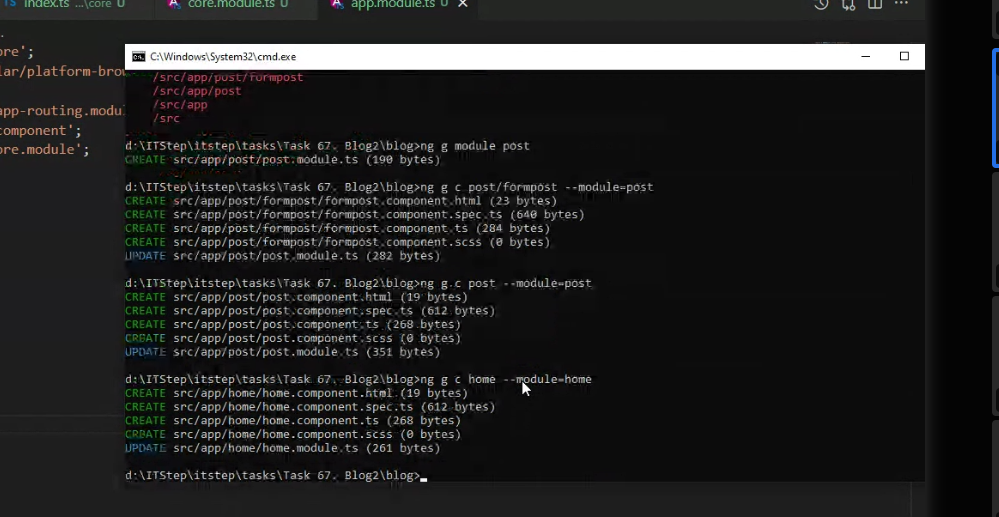 index.ts ...\core U
core.module.ts U
app.module.ts U
ore';
lar/platform-brow
app-routing.modu
component';
ore.module';
C:\Windows\System32\cmd.exe
/src/app/post/formpost
/src/app/post
/src/app
/src
d:\ITStep\itstep\tasks\Task 67. Blog2\blog>ng g module post
CREATE src/app/post/post.module.ts (190 bytes)
d:\ITStep\itstep\tasks\Task 67. Blog2\blog>ng g c post/formpost --module=post
CREATE src/app/post/formpost/formpost.component.html (23 bytes)
CREATE src/app/post/formpost/formpost.component.spec.ts (640 bytes)
CREATE src/app/post/formpost/formpost.component.ts (284 bytes)
CREATE src/app/post/formpost/formpost.component.scss (0 bytes)
UPDATE src/app/post/post.module.ts (282 bytes)
d:\ITStep\itstep\tasks\Task 67. Blog2\blog>ng g c post --module=post
CREATE src/app/post/post.component.html (19 bytes)
CREATE src/app/post/post.component.spec.ts (612 bytes)
CREATE src/app/post/post.component.ts (268 bytes)
CREATE src/app/post/post.component.scss (0 bytes)
UPDATE src/app/post/post.module.ts (351 bytes)
d:\ITStep\itstep\tasks\Task 67. Blog2\blog>ng g c home --module=home
CREATE src/app/home/home.component.html (19 bytes)
CREATE src/app/home/home.component.spec.ts (612 bytes)
CREATE src/app/home/home.component.ts (268 bytes)
CREATE src/app/home/home.component.scss (0 bytes)
UPDATE src/app/home/home.module.ts (261 bytes)
d:\ITStep\itstep\tasks\Task 67. Blog2\blog>